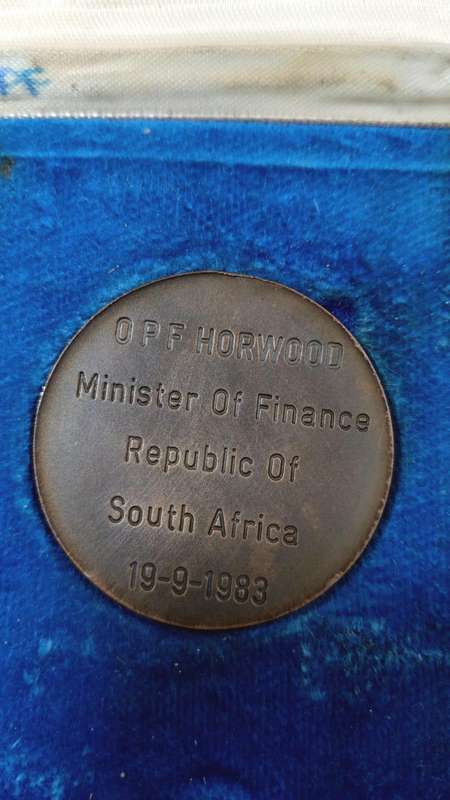 O P F HORWOOD
Minister Of Finance
Republic Of
South Africa
19-9-1983